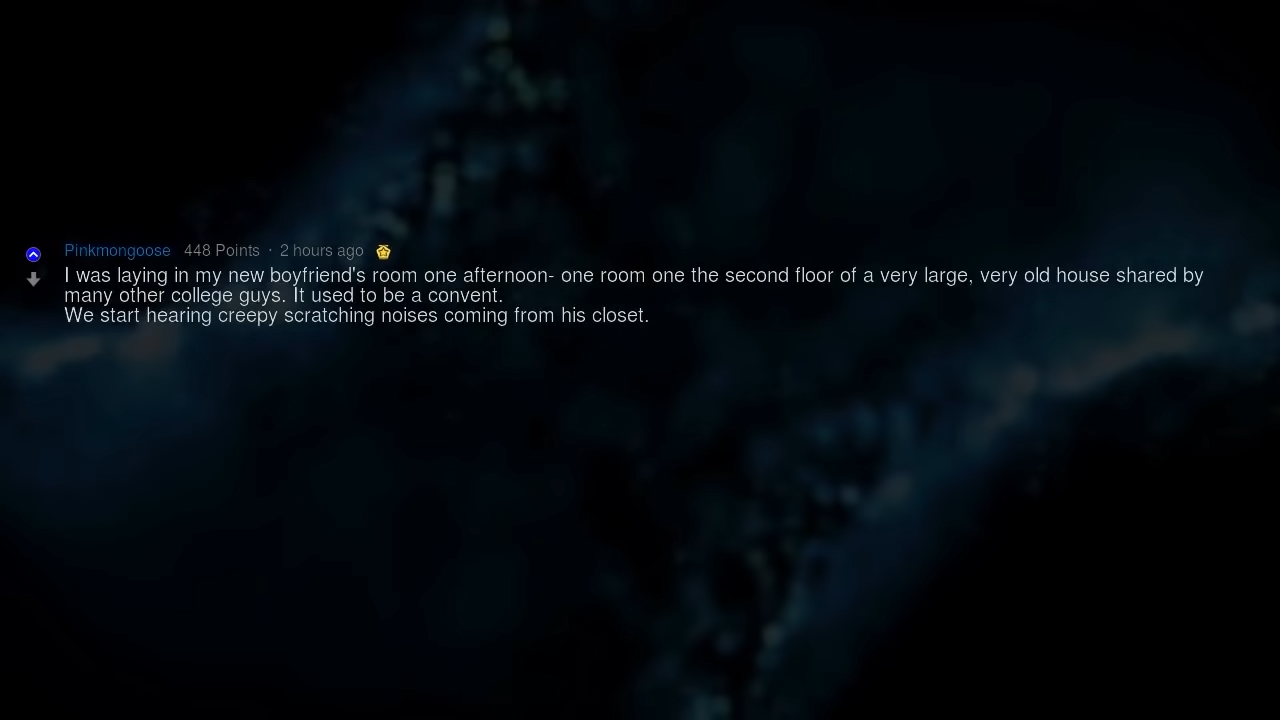 Pinkmongoose 448 Points · 2 hours ago
I was laying in my new boyfriend's room one afternoon- one room one the second floor of a very large, very old house shared by
many other college guys. It used to be a convent.
We start hearing creepy scratching noises coming from his closet.